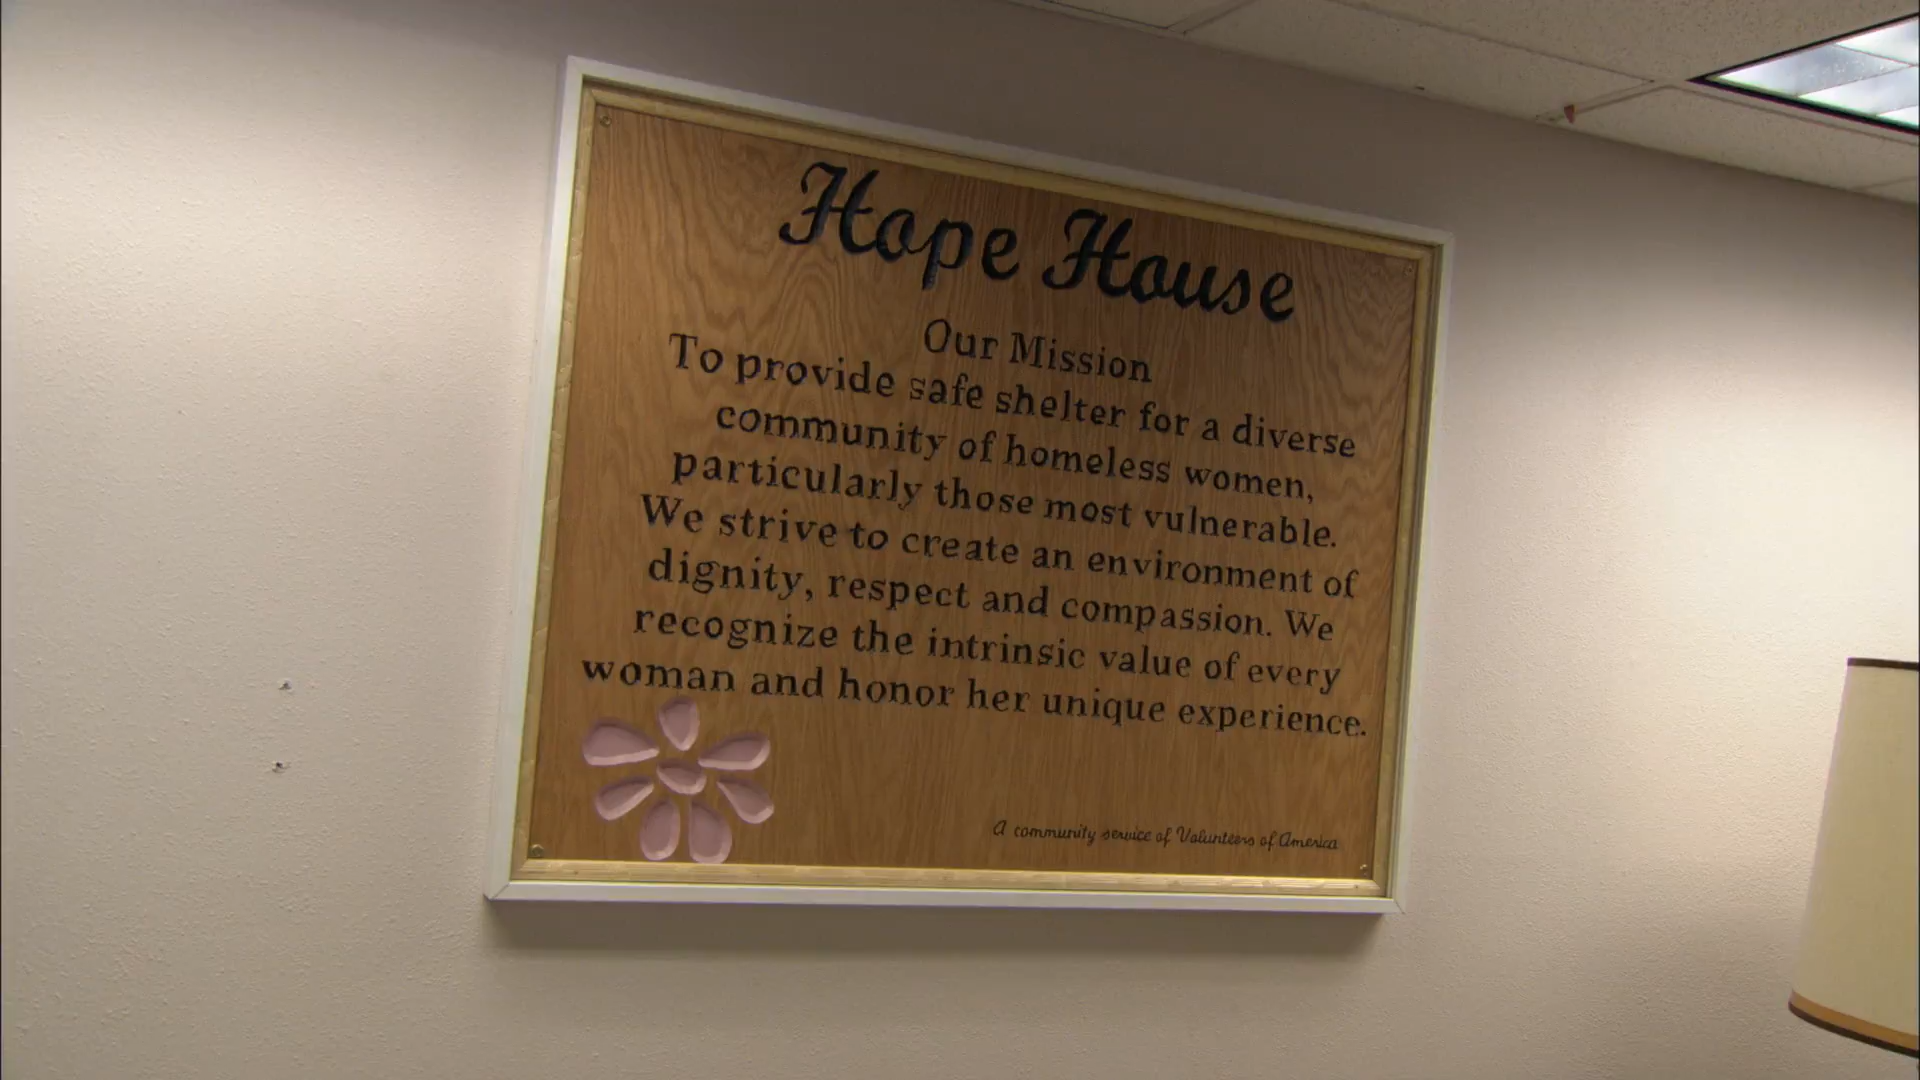 Hope House
Our Mission
To provide safe shelter for a diverse
community of homeless women,
particularly those most vulnerable.
We strive to create an environment of
dignity, respect and compassion. We
recognize the intrinsic value of every
woman and honor her unique experience.
A community service of Volunteers of America